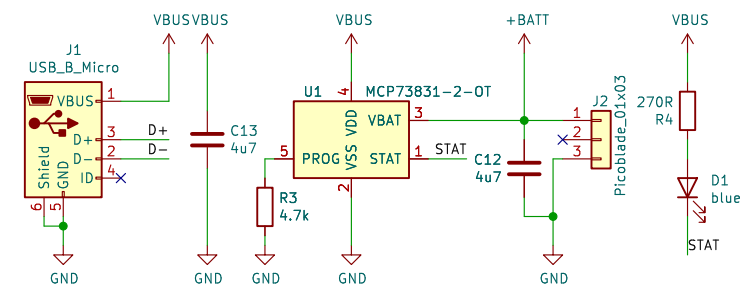 VBUS
VBUS
VBUS
+BATT
VBUS
J1
USB_B_Micro
VBUS
1
D+
3
D+
D-
2
D-
ID
4
Shield
GND
6
5
GND
C13
4u7
GND
U1
MCP73831-2-OT
4
VDD
VBAT
3
PROG
5
VSS
STAT
1
STAT
2
R3
4.7k
GND
GND
C12
4u7
GND
J2
Picoblade_01x03
1
2
3
270R
R4
D1
blue
STAT